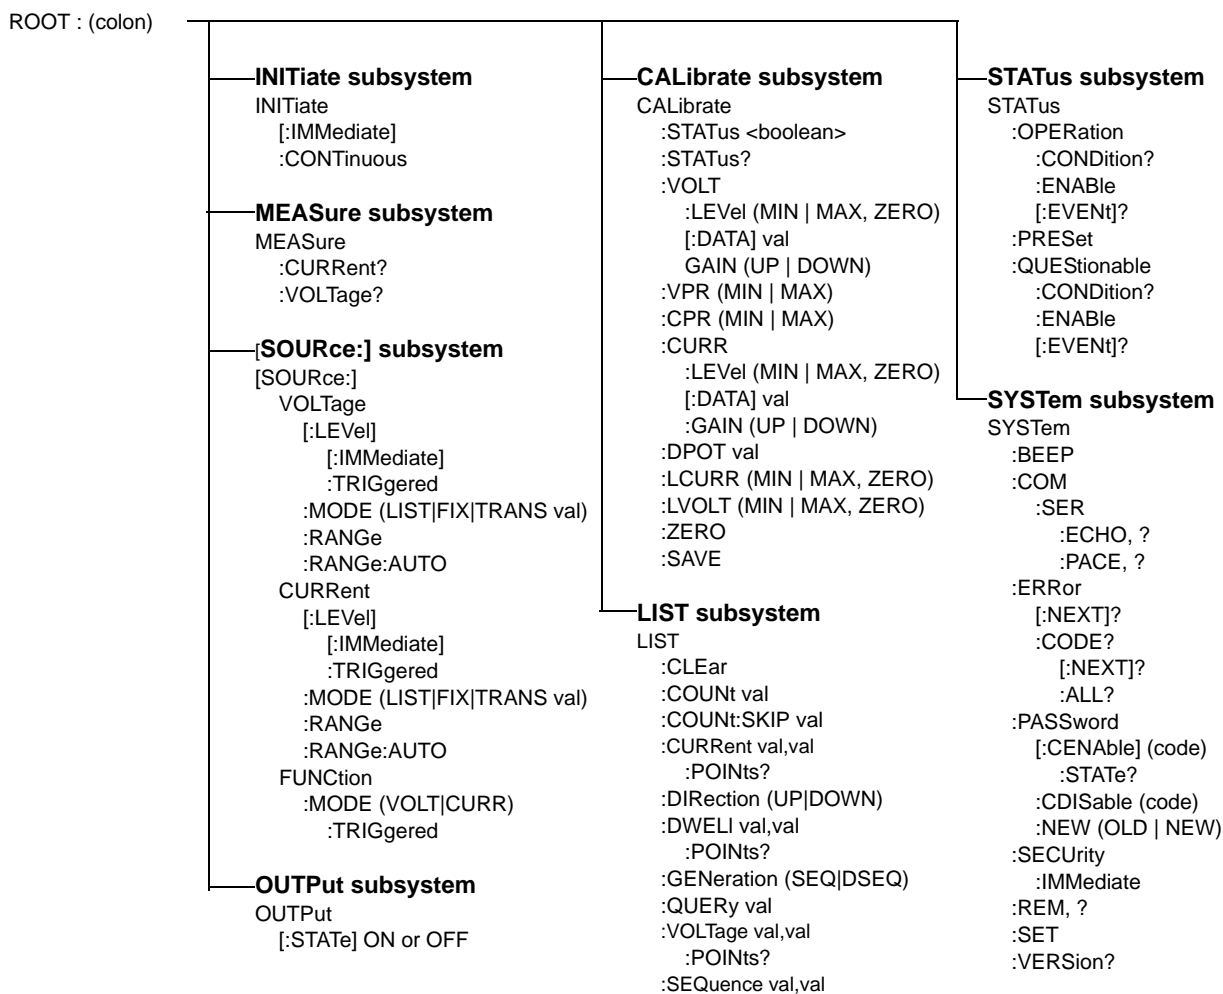 ROOT : (colon)
INITiate subsystem
INITiate
[:IMMediate]
:CONTinuous
MEASure subsystem
MEASure
:CURRent?
:VOLTage?
[SOURce:] subsystem
[SOURce:]
VOLTage
[:LEVel]
[:IMMediate]
:TRIGgered
:MODE (LIST|FIX|TRANS val)
:RANGe
:RANGe:AUTO
CURRent
[:LEVel]
[:IMMediate]
:TRIGgered
:MODE (LIST|FIX|TRANS val)
:RANGe
:RANGe:AUTO
FUNCtion
:MODE (VOLT|CURR)
:TRIGgered
OUTPut subsystem
OUTPut
[:STATe] ON or OFF
CALibrate subsystem
CALibrate
:STATus <boolean>
:STATus?
:VOLT
:LEVel (MIN | MAX, ZERO)
[:DATA] val
GAIN (UP | DOWN)
:VPR (MIN | MAX)
:CPR (MIN | MAX)
:CURR
:LEVel (MIN | MAX, ZERO)
[:DATA] val
:GAIN (UP | DOWN)
:DPOT val
:LCURR (MIN | MAX, ZERO)
:LVOLT (MIN | MAX, ZERO)
:ZERO
:SAVE
LIST subsystem
LIST
:CLEar
:COUNt val
:COUNt:SKIP val
:CURRent val,val
:POINts?
:DIRection (UP|DOWN)
:DWELl val,val
:POINts?
:GENeration (SEQ|DSEQ)
:QUERy val
:VOLTage val,val
:POINts?
:SEQuence val,val
STATus subsystem
STATus
:OPERation
:CONDition?
:ENABle
[:EVENt]?
:PRESet
:QUEStionable
:CONDition?
:ENABle
[:EVENt]?
SYSTem subsystem
SYSTem
:BEEP
:COM
:SER
:ECHO, ?
:PACE, ?
:ERRor
[:NEXT]?
:CODE?
[:NEXT]?
:ALL?
:PASSword
[:CENAble] (code)
:STATe?
:CDISable (code)
:NEW (OLD | NEW)
:SECUrity
:IMMediate
:REM, ?
:SET
:VERSion?